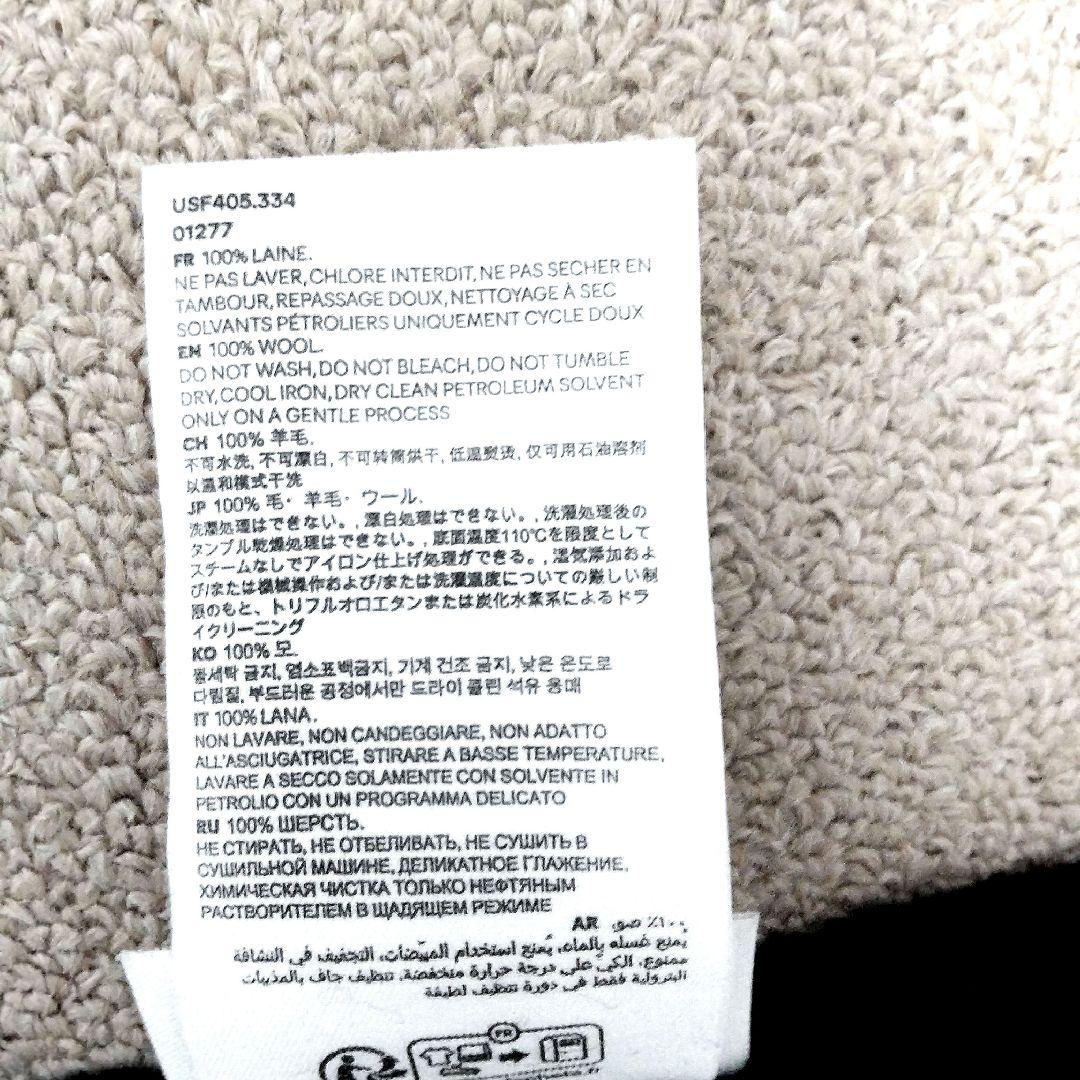 USF405.334
01277
FR 100% LAINE.
NE PAS LAVER, CHLORE INTERDIT, NE PAS SECHER EN
TAMBOUR, REPASSAGE DOUX, NETTOYAGE À SEC
SOLVANTS PÉTROLIERS UNIQUEMENT CYCLE DOUX
EN 100% WOOL.
DO NOT WASH, DO NOT BLEACH, DO NOT TUMBLE
DRY, COOL IRON, DRY CLEAN PETROLEUM SOLVENT
ONLY ON A GENTLE PROCESS
CH 100% 羊毛.
不可水洗, 不可漂白, 不可转筒烘干, 低温熨烫, 仅可用石油溶剂
以温和模式干洗
JP 100% 毛・羊毛・ウール.
洗濯処理はできない。, 漂白処理はできない。, 洗濯処理後の
タンブル乾燥処理はできない。, 底面温度110℃を限度として
スチームなしでアイロン仕上げ処理ができる。, 湿気添加およ
び/または機械操作および/または洗濯温度についての厳しい制
限のもと、トリフルオロエタンまたは炭化水素系によるドラ
イクリーニング
KO 100% 모.
물세탁 금지, 염소표백금지, 기계 건조 금지, 낮은 온도로
다림질, 부드러운 공정에서만 드라이 클린 석유 용매
IT 100% LANA.
NON LAVARE, NON CANDEGGIARE, NON ADATTO
ALL'ASCIUGATRICE, STIRARE A BASSE TEMPERATURE,
LAVARE A SECCO SOLAMENTE CON SOLVENTE IN
PETROLIO CON UN PROGRAMMA DELICATO
RU 100% ШЕРСТЬ.
НЕ СТИРАТЬ, НЕ ОТБЕЛИВАТЬ, НЕ СУШИТЬ В
СУШИЛЬНОЙ МАШИНЕ, ДЕЛИКАТНОЕ ГЛАЖЕНИЕ,
ХИМИЧЕСКАЯ ЧИСТКА ТОЛЬКО НЕФТЯНЫМ
РАСТВОРИТЕЛЕМ В ЩАДЯЩЕМ РЕЖИМЕ
AR ١٠٠٪ صوف
يمنع غسله بالماء، يُمنع استخدام المبيّضات، التجفيف في النشافة
ممنوع، الكيّ على درجة حرارة منخفضة، تنظيف جاف بالمذيبات
البترولية فقط في دورة تنظيف لطيفة
FR